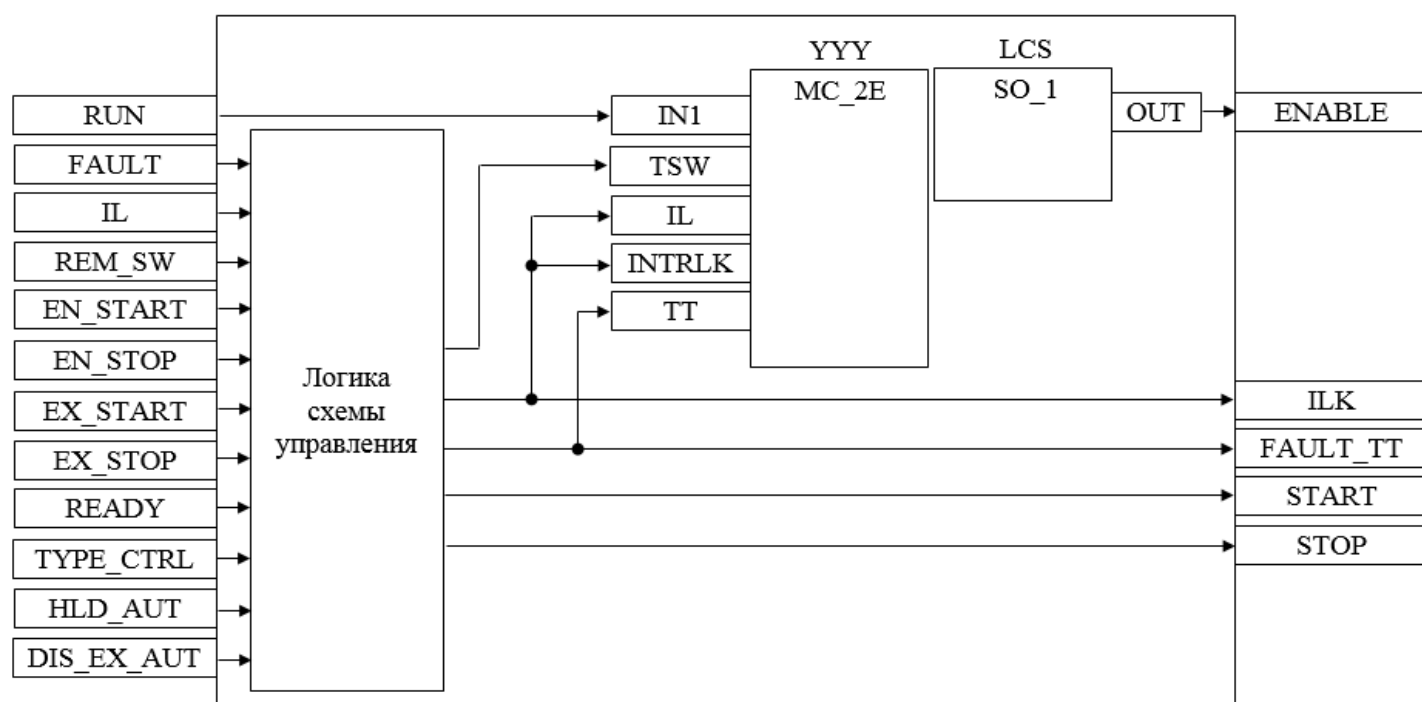 YYY
LCS
MC_2E
SO_1
RUN
FAULT
IL
REM_SW
EN_START
EN_STOP
EX_START
EX_STOP
READY
TYPE_CTRL
HLD_AUT
DIS_EX_AUT
Логика
схемы
управления
IN1
TSW
IL
INTRLK
TT
OUT
ENABLE
ILK
FAULT_TT
START
STOP